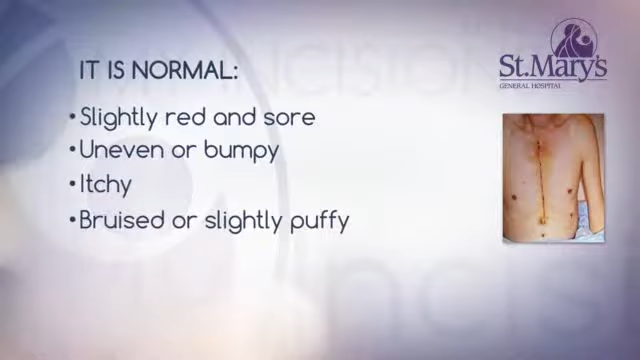 IT IS NORMAL:
•Slightly red and sore
•Uneven or bumpy
•Itchy
•Bruised or slightly puffy
St.Mary's
GENERAL HOSPITAL